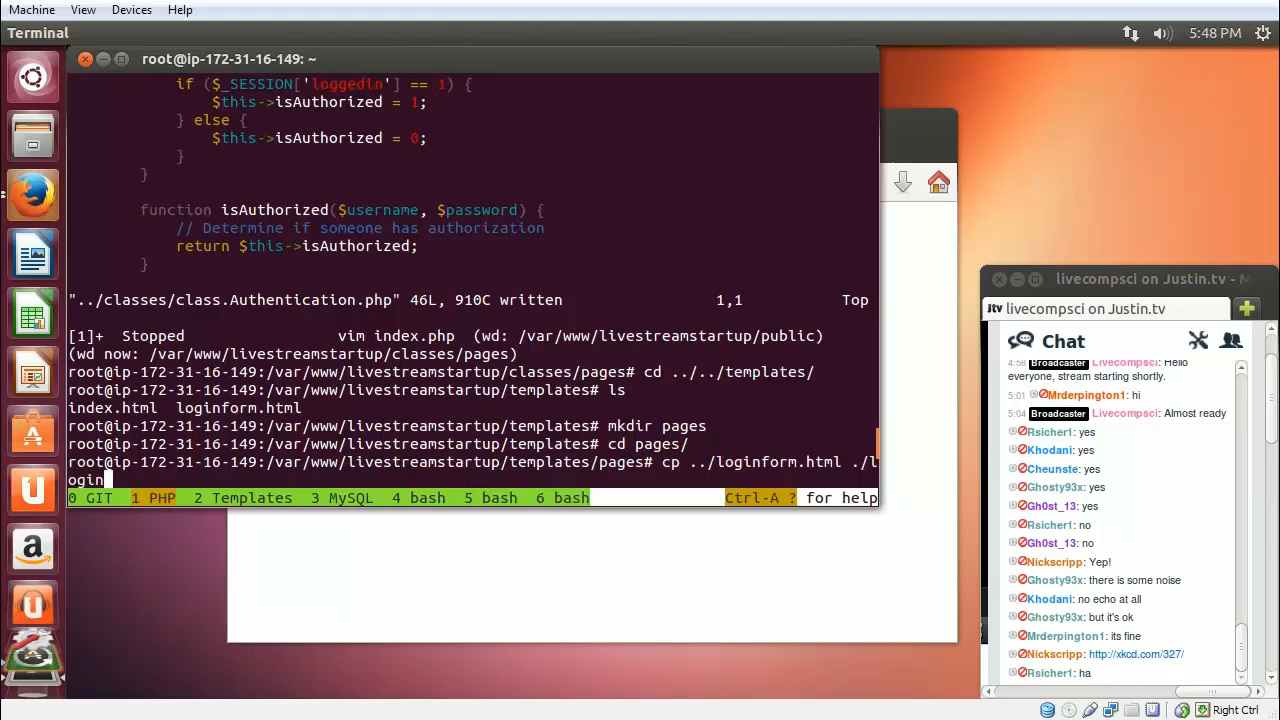 Machine View Devices Help
Terminal
5:48 PM
root@ip-172-31-16-149: ~
if ($_SESSION['loggedin'] == 1) {
$this->isAuthorized = 1;
} else {
$this->isAuthorized = 0;
}
}
function isAuthorized($username, $password) {
// Determine if someone has authorization
return $this->isAuthorized;
}
"../classes/class.Authentication.php" 46L, 910C written 1,1 Top
[1]+ Stopped vim index.php (wd: /var/www/livestreamstartup/public)
(wd now: /var/www/livestreamstartup/classes/pages)
root@ip-172-31-16-149:/var/www/livestreamstartup/classes/pages# cd ../../templates/
root@ip-172-31-16-149:/var/www/livestreamstartup/templates# ls
index.html loginform.html
root@ip-172-31-16-149:/var/www/livestreamstartup/templates# mkdir pages
root@ip-172-31-16-149:/var/www/livestreamstartup/templates# cd pages/
root@ip-172-31-16-149:/var/www/livestreamstartup/templates/pages# cp ../loginform.html ./l
ogin
0 GIT 1 PHP 2 Templates 3 MySQL 4 bash 5 bash 6 bash Ctrl-A ? for help
livecompsci on Justin.tv - M
Jtv livecompsci on Justin.tv
Chat
4:58 Broadcaster Livecompsci: Hello
everyone, stream starting shortly.
5:01 Mrderpington1: hi
5:04 Broadcaster Livecompsci: Almost ready
Rsicher1: yes
Khodani: yes
Cheunste: yes
Ghosty93x: yes
Gh0st_13: yes
Rsicher1: no
Gh0st_13: no
Nickscripp: Yep!
Ghosty93x: there is some noise
Khodani: no echo at all
Ghosty93x: but it's ok
Mrderpington1: its fine
Nickscripp: http://xkcd.com/327/
Rsicher1: ha
Right Ctrl